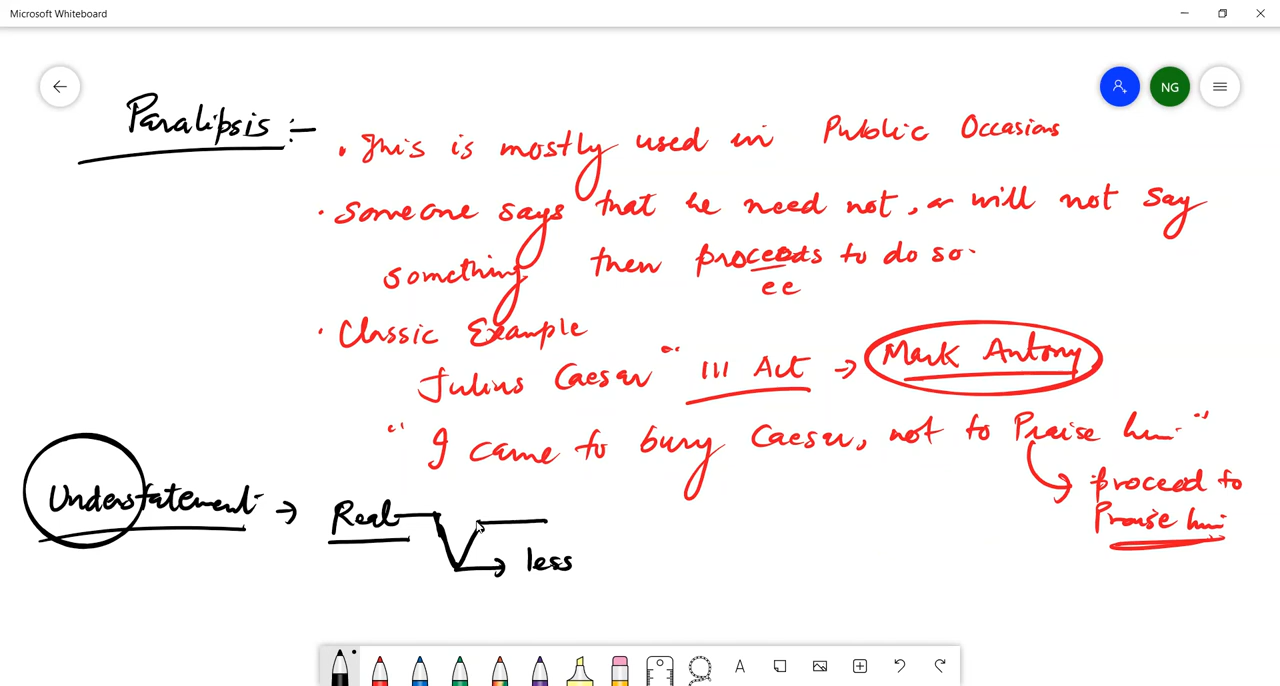 Microsoft Whiteboard
NG
Paralipsis :-
• This is mostly used in Public Occasions
• Someone says that he need not, or will not say
something then proceeds to do so.
ee
• Classic Example
Julius Caesar “ III Act → Mark Antony
“ I came to bury Caesar, not to Praise him ”
proceed to
Praise him
Understatement → Real
less
A